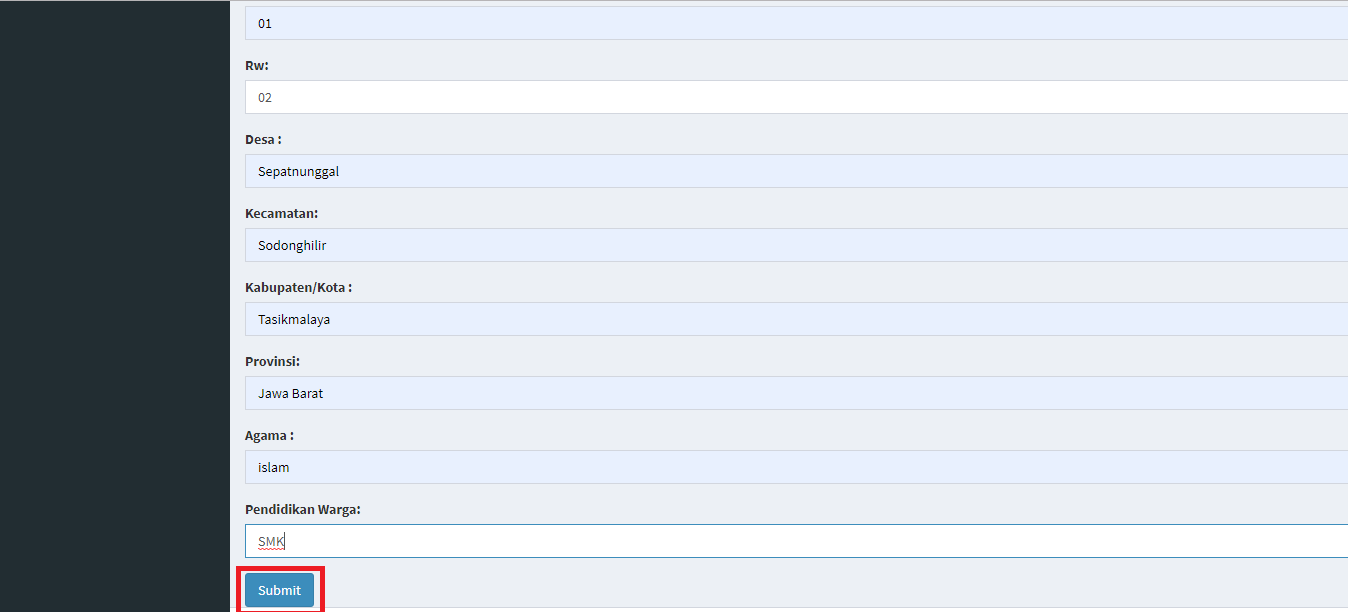 01
Rw:
02
Desa :
Sepatnunggal
Kecamatan:
Sodonghilir
Kabupaten/Kota :
Tasikmalaya
Provinsi:
Jawa Barat
Agama :
islam
Pendidikan Warga:
SMK
Submit